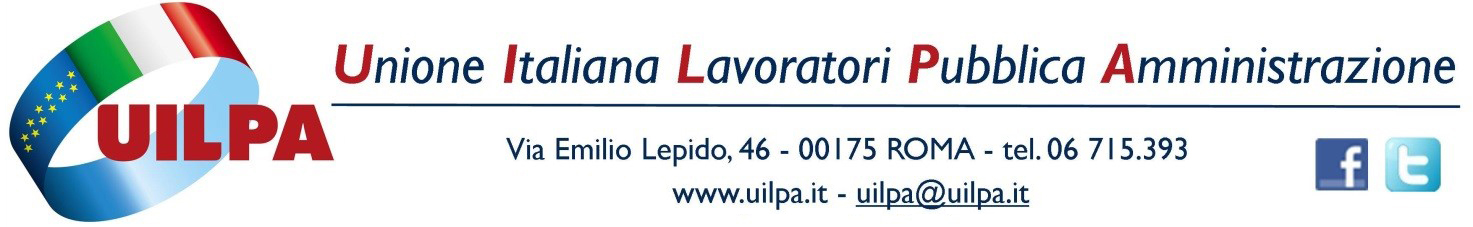 UILPA
Unione Italiana Lavoratori Pubblica Amministrazione
Via Emilio Lepido, 46 - 00175 ROMA - tel. 06 715.393
www.uilpa.it - uilpa@uilpa.it